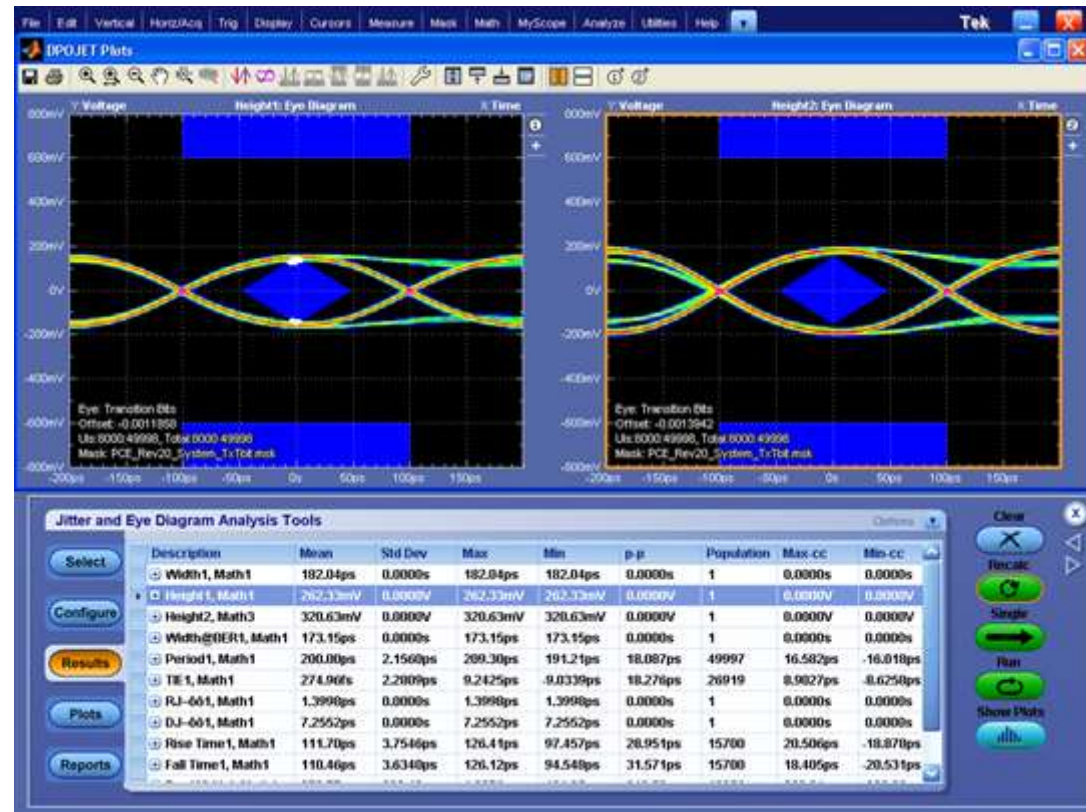 File Edit Vertical Horiz/Acq Trig Display Cursors Measure Mask Math MyScope Analyze Utilities Help Tek
DPOJET Plots
Y:Voltage Height1: Eye Diagram X:Time
Y:Voltage Height2: Eye Diagram X:Time
800mV
600mV
400mV
200mV
0V
-200mV
-400mV
-600mV
-800mV
Eye: Transition Bits
Offset: -0.0011858
UIs:8000:49998, Total:8000:49998
Mask: PCE_Rev20_System_TxTbit.msk
-200ps -150ps -100ps -50ps 0s 50ps 100ps 150ps
800mV
600mV
400mV
200mV
0V
-200mV
-400mV
-600mV
-800mV
Eye: Transition Bits
Offset: -0.0013942
UIs:8000:49998, Total:8000:49998
Mask: PCE_Rev20_System_TxTbit.msk
-200ps -150ps -100ps -50ps 0s 50ps 100ps 150ps
Jitter and Eye Diagram Analysis Tools Options
Select
Configure
Results
Plots
Reports
Description Mean Std Dev Max Min p-p Population Max-cc Min-cc
Width1, Math1 182.04ps 0.0000s 182.04ps 182.04ps 0.0000s 1 0.0000s 0.0000s
Height1, Math1 262.33mV 0.0000V 262.33mV 262.33mV 0.0000V 1 0.0000V 0.0000V
Height2, Math3 320.63mV 0.0000V 320.63mV 320.63mV 0.0000V 1 0.0000V 0.0000V
Width@BER1, Math1 173.15ps 0.0000s 173.15ps 173.15ps 0.0000s 1 0.0000s 0.0000s
Period1, Math1 200.00ps 2.1560ps 209.30ps 191.21ps 18.087ps 49997 16.582ps -16.018ps
TIE1, Math1 274.96fs 2.2809ps 9.2425ps -9.0339ps 18.276ps 26919 8.9027ps -8.6258ps
RJ-δδ1, Math1 1.3998ps 0.0000s 1.3998ps 1.3998ps 0.0000s 1 0.0000s 0.0000s
DJ-δδ1, Math1 7.2552ps 0.0000s 7.2552ps 7.2552ps 0.0000s 1 0.0000s 0.0000s
Rise Time1, Math1 111.70ps 3.7546ps 126.41ps 97.457ps 28.951ps 15700 20.506ps -18.878ps
Fall Time1, Math1 110.46ps 3.6340ps 126.12ps 94.548ps 31.571ps 15700 18.405ps -20.531ps
Clear
Recalc
Single
Run
Show Plots